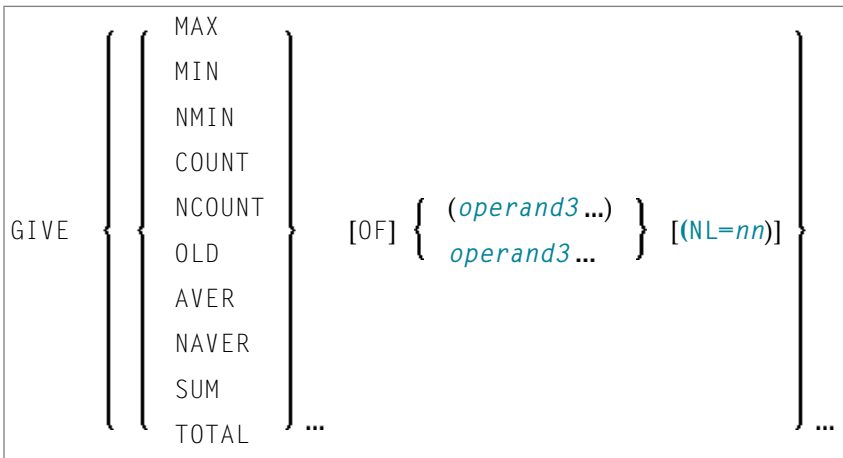 MAX
MIN
NMIN
COUNT
NCOUNT
GIVE [OF] (operand3 ...) [(NL=nn)]
operand3 ...
OLD
AVER
NAVER
SUM
TOTAL ... ...